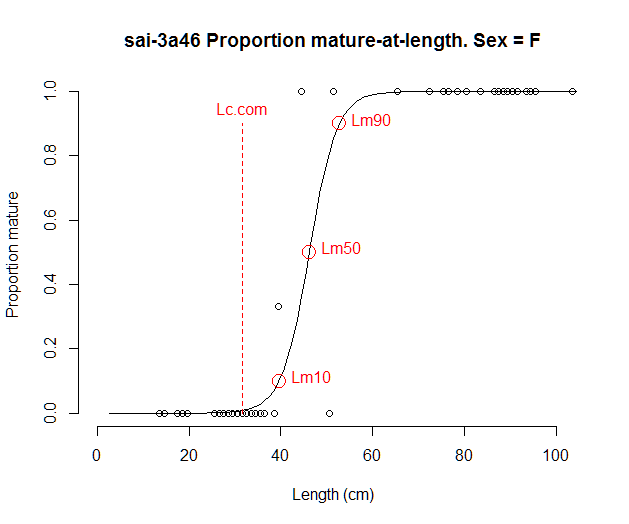 sai-3a46 Proportion mature-at-length. Sex = F
Lc.com
Lm90
Lm50
Lm10
Proportion mature
1.0
0.8
0.6
0.4
0.2
0.0
0 20 40 60 80 100
Length (cm)